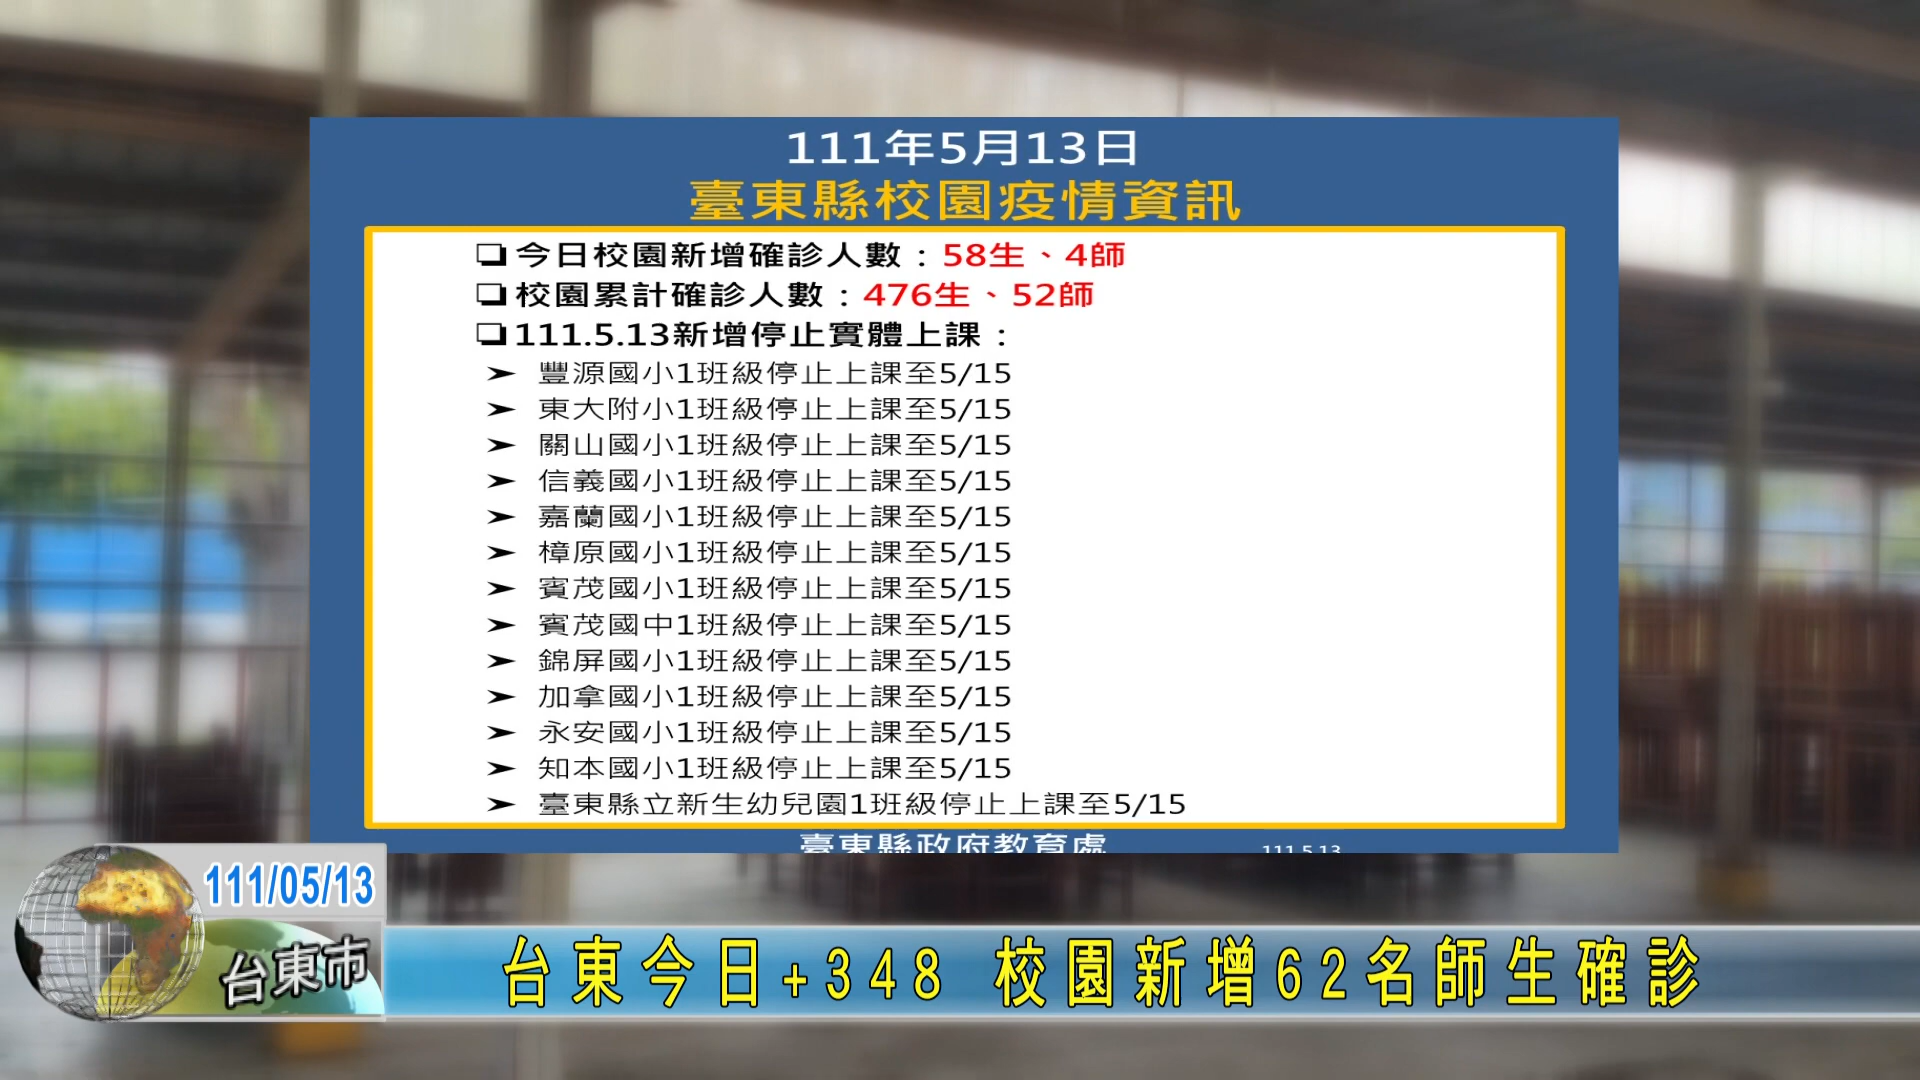 111年5月13日
臺東縣校園疫情資訊
❑今日校園新增確診人數：58生、4師
❑校園累計確診人數：476生、52師
❑111.5.13新增停止實體上課：
➢ 豐源國小1班級停止上課至5/15
➢ 東大附小1班級停止上課至5/15
➢ 關山國小1班級停止上課至5/15
➢ 信義國小1班級停止上課至5/15
➢ 嘉蘭國小1班級停止上課至5/15
➢ 樟原國小1班級停止上課至5/15
➢ 賓茂國小1班級停止上課至5/15
➢ 賓茂國中1班級停止上課至5/15
➢ 錦屏國小1班級停止上課至5/15
➢ 加拿國小1班級停止上課至5/15
➢ 永安國小1班級停止上課至5/15
➢ 知本國小1班級停止上課至5/15
➢ 臺東縣立新生幼兒園1班級停止上課至5/15
臺東縣政府教育處
111.5.13
111/05/13
台東市
台東今日+348 校園新增62名師生確診